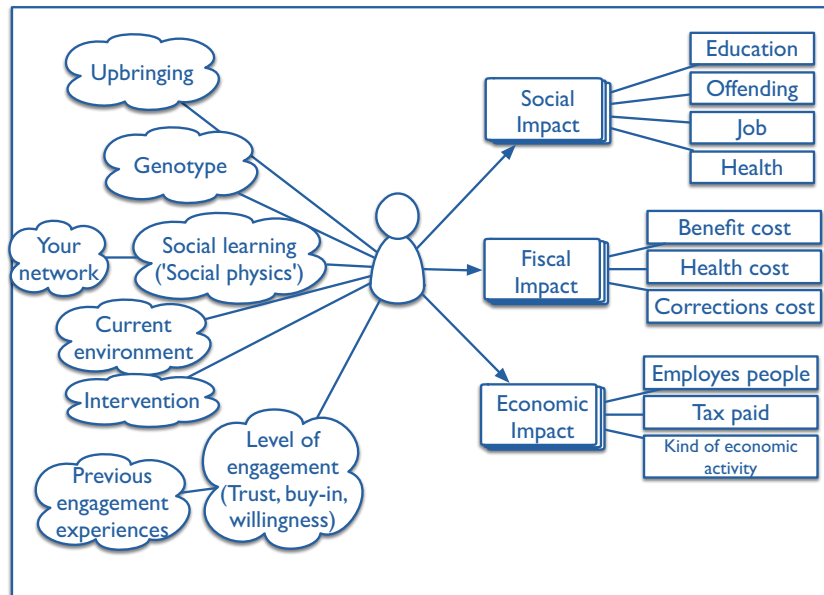 Upbringing
Genotype
Your
network
Social learning
('Social physics')
Current
environment
Intervention
Level of
engagement
(Trust, buy-in,
willingness)
Previous
engagement
experiences
Social
Impact
Education
Offending
Job
Health
Fiscal
Impact
Benefit cost
Health cost
Corrections cost
Economic
Impact
Employes people
Tax paid
Kind of economic
activity